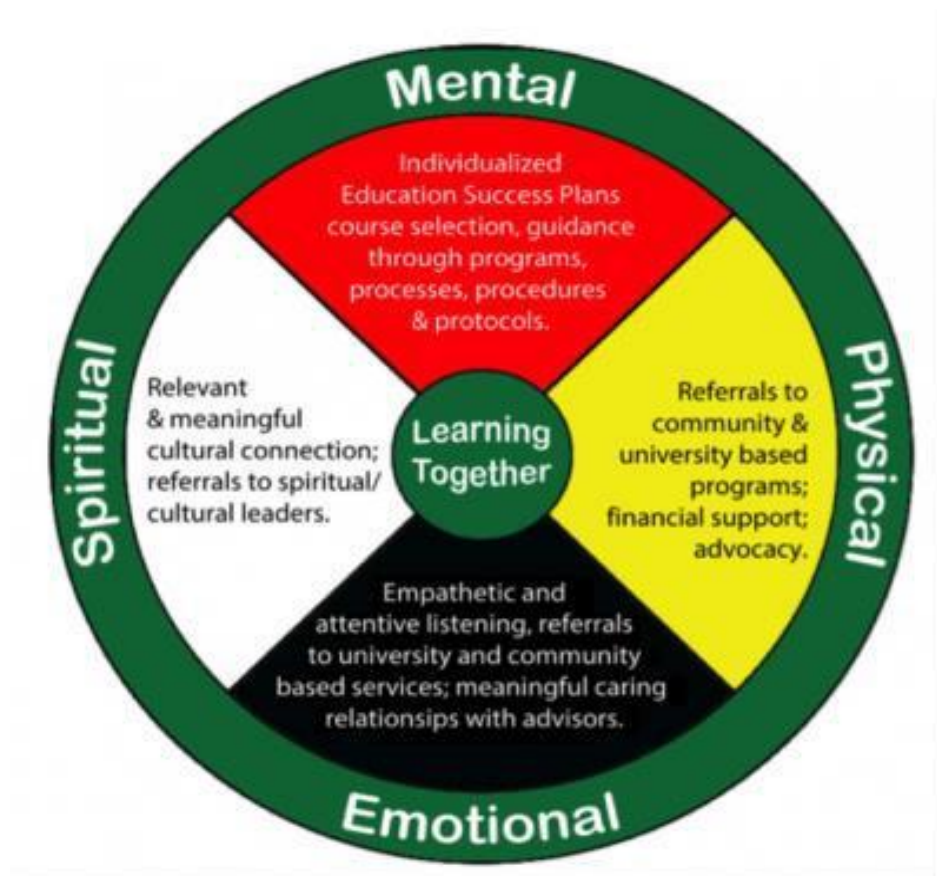 Mental
Individualized
Education Success Plans
course selection, guidance
through programs,
processes, procedures
& protocols.
Spiritual
Relevant
& meaningful
cultural connection;
referrals to spiritual/
cultural leaders.
Learning
Together
Physical
Referrals to
community &
university based
programs;
financial support;
advocacy.
Empathetic and
attentive listening, referrals
to university and community
based services; meaningful caring
relationsips with advisors.
Emotional